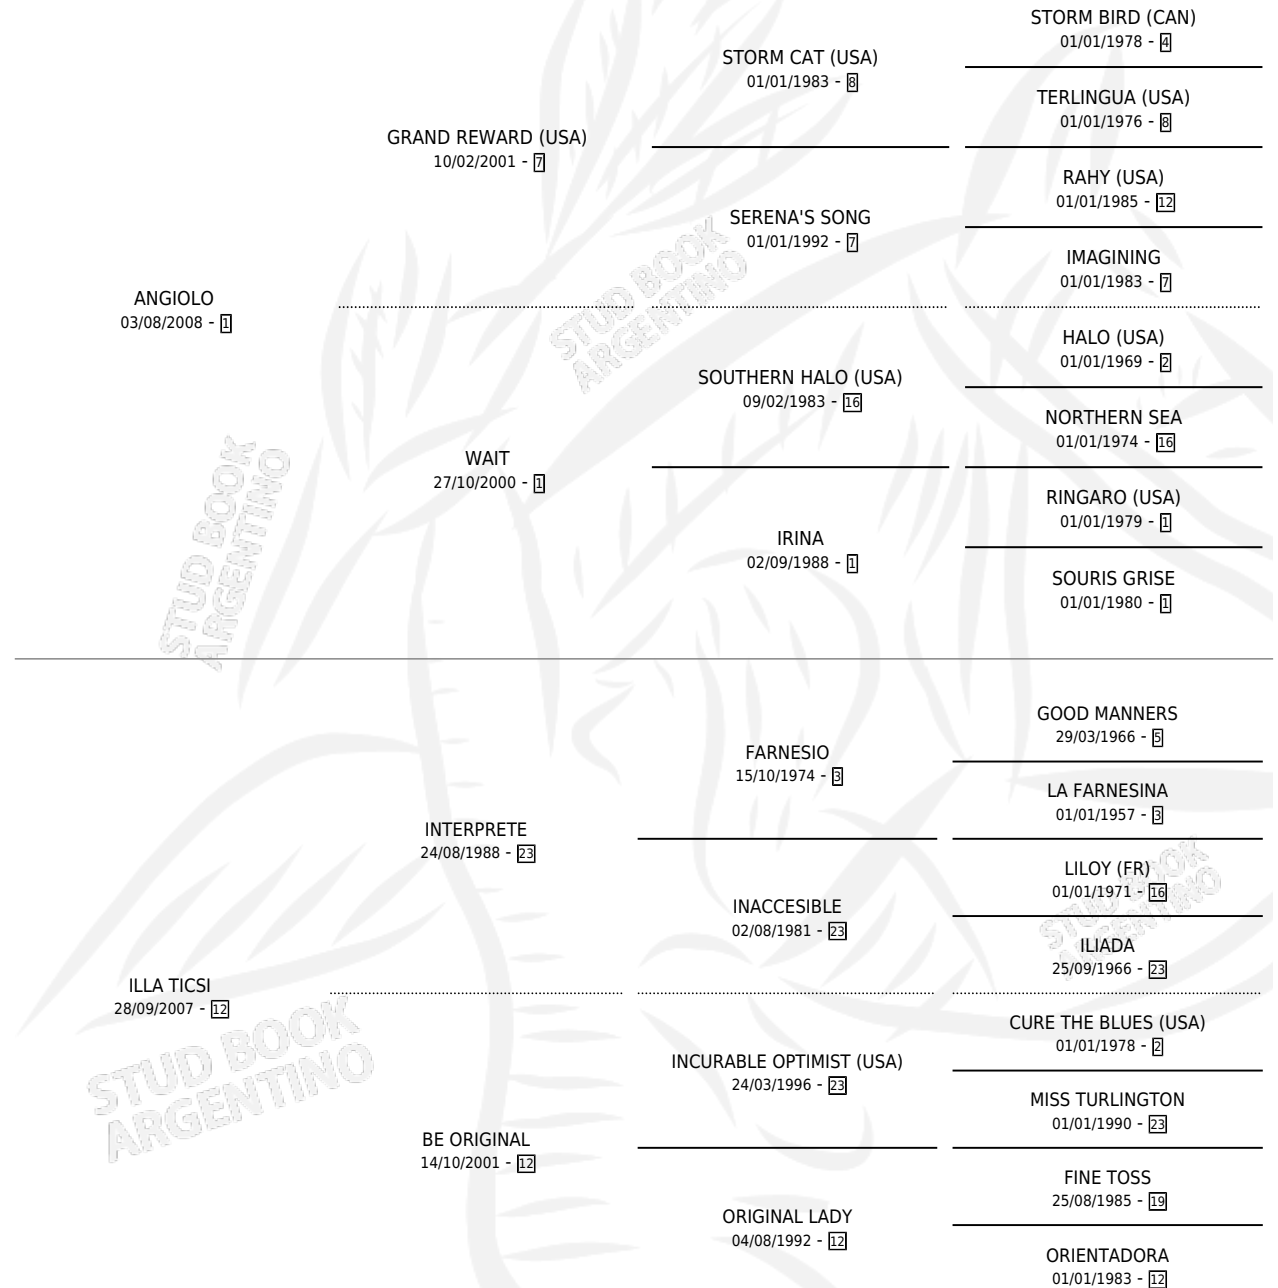 STORM BIRD (CAN)
01/01/1978 - 4
STORM CAT (USA)
01/01/1983 - 8
TERLINGUA (USA)
01/01/1976 - 8
GRAND REWARD (USA)
10/02/2001 - 7
RAHY (USA)
01/01/1985 - 12
SERENA'S SONG
01/01/1992 - 7
IMAGINING
01/01/1983 - 7
ANGIOLO
03/08/2008 - 1
HALO (USA)
01/01/1969 - 2
SOUTHERN HALO (USA)
09/02/1983 - 16
NORTHERN SEA
01/01/1974 - 16
WAIT
27/10/2000 - 1
RINGARO (USA)
01/01/1979 - 1
IRINA
02/09/1988 - 1
SOURIS GRISE
01/01/1980 - 1
STUD BOOK
ARGENTINO
STUD BOOK
ARGENTINO
GOOD MANNERS
29/03/1966 - 5
FARNESIO
15/10/1974 - 3
LA FARNESINA
01/01/1957 - 3
INTERPRETE
24/08/1988 - 23
LILOY (FR)
01/01/1971 - 16
INACCESIBLE
02/08/1981 - 23
ILIADA
25/09/1966 - 23
STUD BOOK
ARGENTINO
ILLA TICSI
28/09/2007 - 12
CURE THE BLUES (USA)
01/01/1978 - 2
INCURABLE OPTIMIST (USA)
24/03/1996 - 23
MISS TURLINGTON
01/01/1990 - 23
STUD BOOK
ARGENTINO
BE ORIGINAL
14/10/2001 - 12
FINE TOSS
25/08/1985 - 19
ORIGINAL LADY
04/08/1992 - 12
ORIENTADORA
01/01/1983 - 12